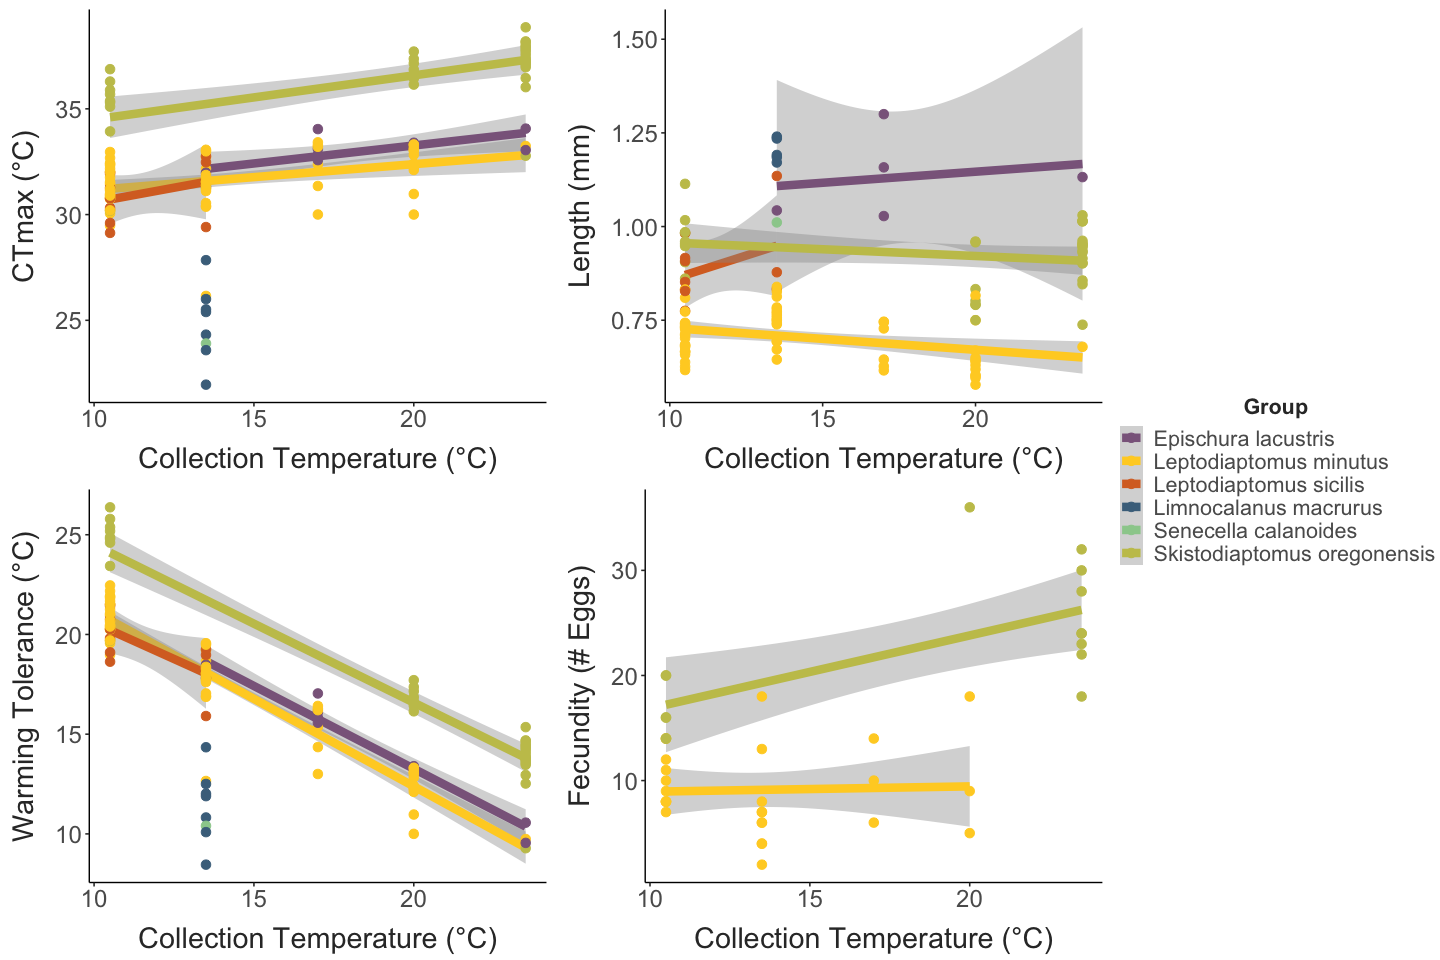 CTmax (°C)
35
30
25
10 15 20
Collection Temperature (°C)
Length (mm)
1.50
1.25
1.00
0.75
10 15 20
Collection Temperature (°C)
Warming Tolerance (°C)
25
20
15
10
10 15 20
Collection Temperature (°C)
Fecundity (# Eggs)
30
20
10
10 15 20
Collection Temperature (°C)
Group
Epischura lacustris
Leptodiaptomus minutus
Leptodiaptomus sicilis
Limnocalanus macrurus
Senecella calanoides
Skistodiaptomus oregonensis